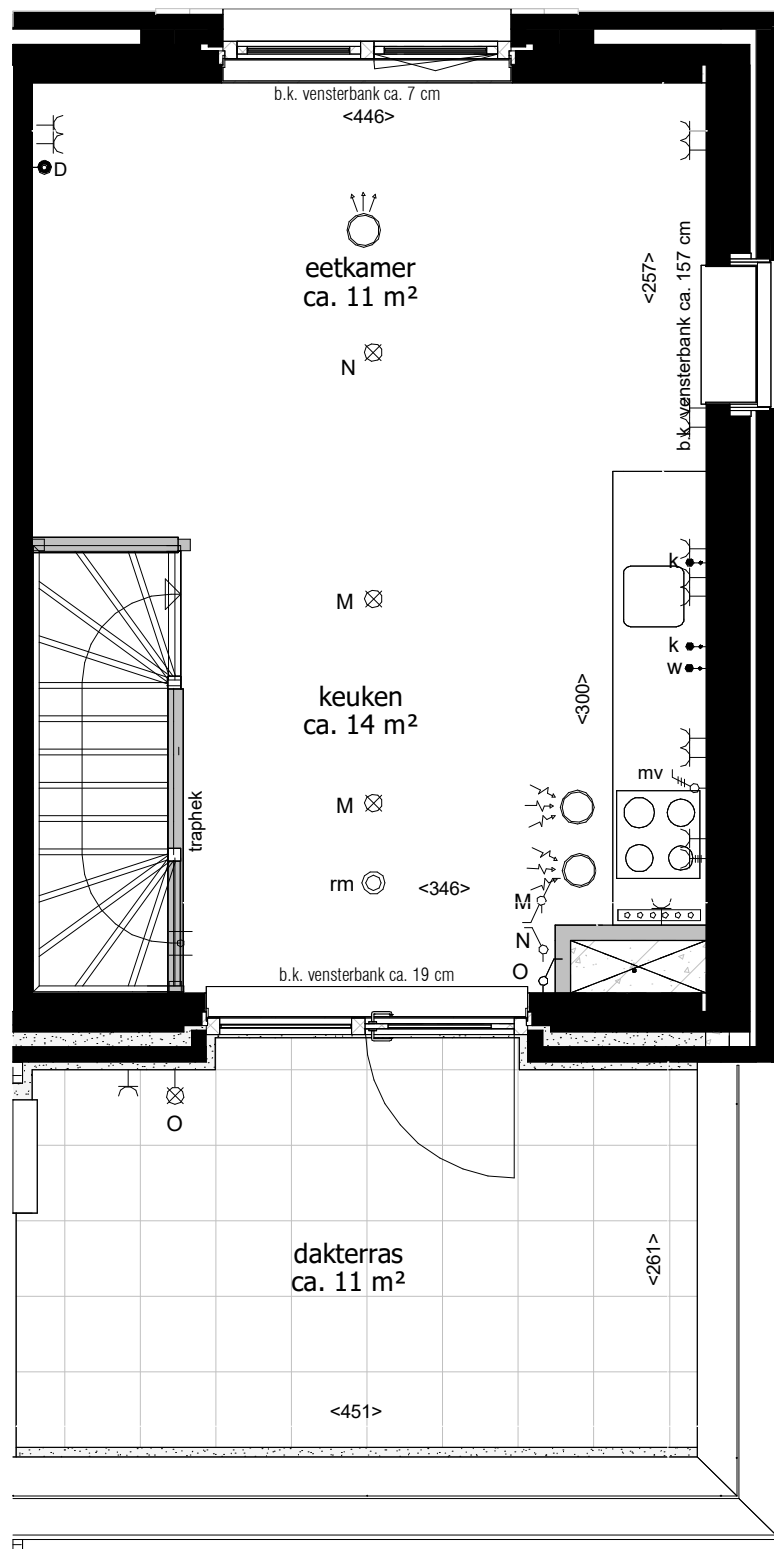 b.k. vensterbank ca. 7 cm
<446>
D
eetkamer
ca. 11 m²
<257>
b.k. vensterbank ca. 157 cm
N
k
M
k
w
keuken
ca. 14 m²
<300>
mv
traphek
M
rm
<346>
M
N
O
b.k. vensterbank ca. 19 cm
O
dakterras
ca. 11 m²
<261>
<451>